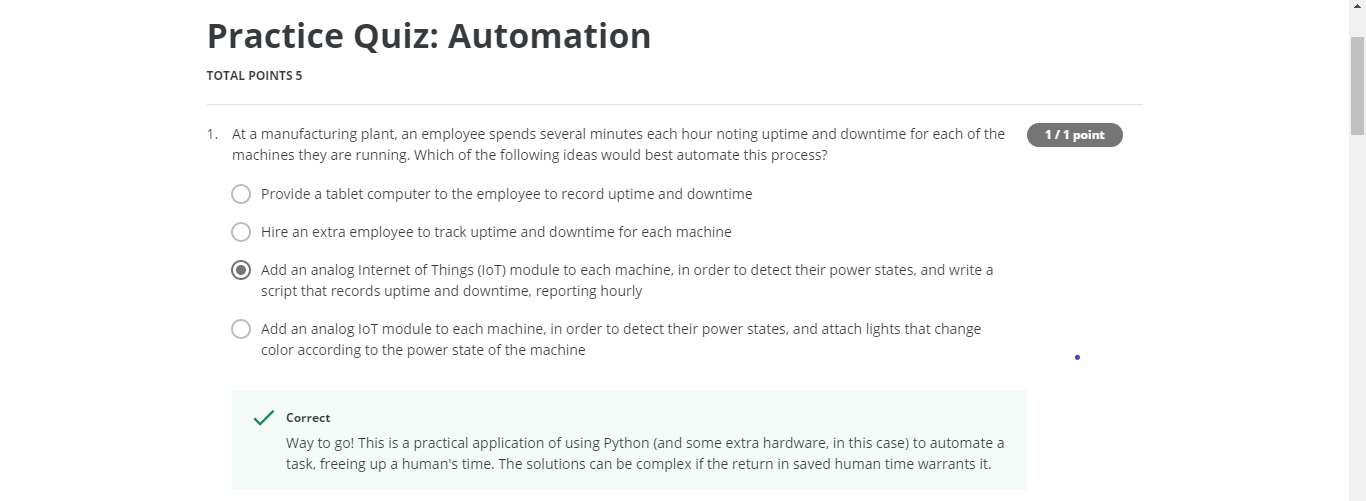 Practice Quiz: Automation
TOTAL POINTS 5
1. At a manufacturing plant, an employee spends several minutes each hour noting uptime and downtime for each of the
1 / 1 point
machines they are running. Which of the following ideas would best automate this process?
Provide a tablet computer to the employee to record uptime and downtime
Hire an extra employee to track uptime and downtime for each machine
Add an analog Internet of Things (IoT) module to each machine, in order to detect their power states, and write a
script that records uptime and downtime, reporting hourly
Add an analog IoT module to each machine, in order to detect their power states, and attach lights that change
color according to the power state of the machine
Correct
Way to go! This is a practical application of using Python (and some extra hardware, in this case) to automate a
task, freeing up a human's time. The solutions can be complex if the return in saved human time warrants it.